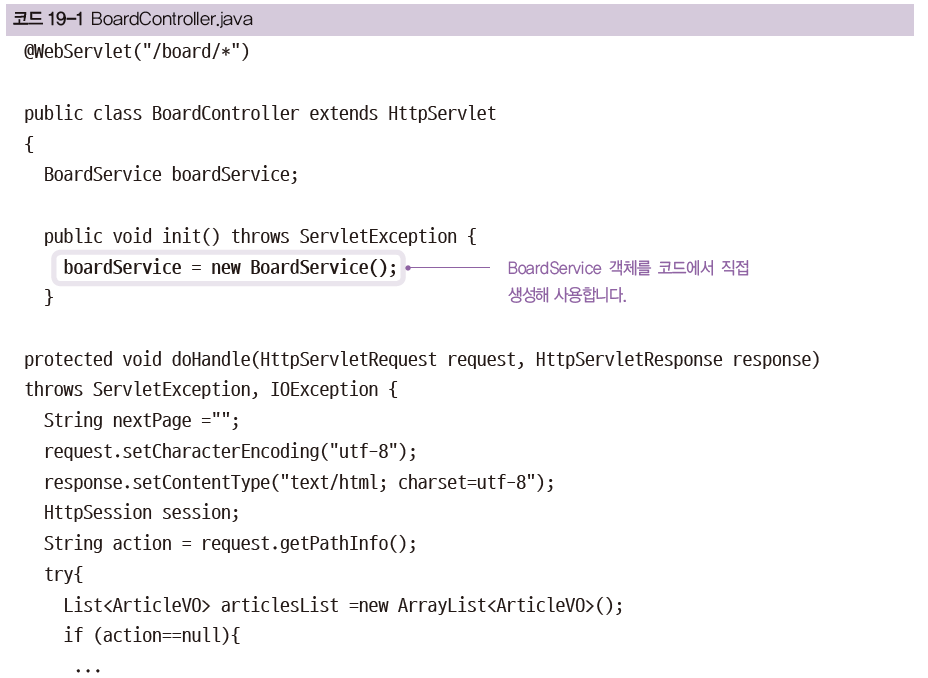 코드 19-1 BoardController.java
@WebServlet("/board/*")
public class BoardController extends HttpServlet
{
BoardService boardService;
public void init() throws ServletException {
boardService = new BoardService();
BoardService 객체를 코드에서 직접
생성해 사용합니다.
}
protected void doHandle(HttpServletRequest request, HttpServletResponse response)
throws ServletException, IOException {
String nextPage ="";
request.setCharacterEncoding("utf-8");
response.setContentType("text/html; charset=utf-8");
HttpSession session;
String action = request.getPathInfo();
try{
List<ArticleVO> articlesList =new ArrayList<ArticleVO>();
if (action==null){
...